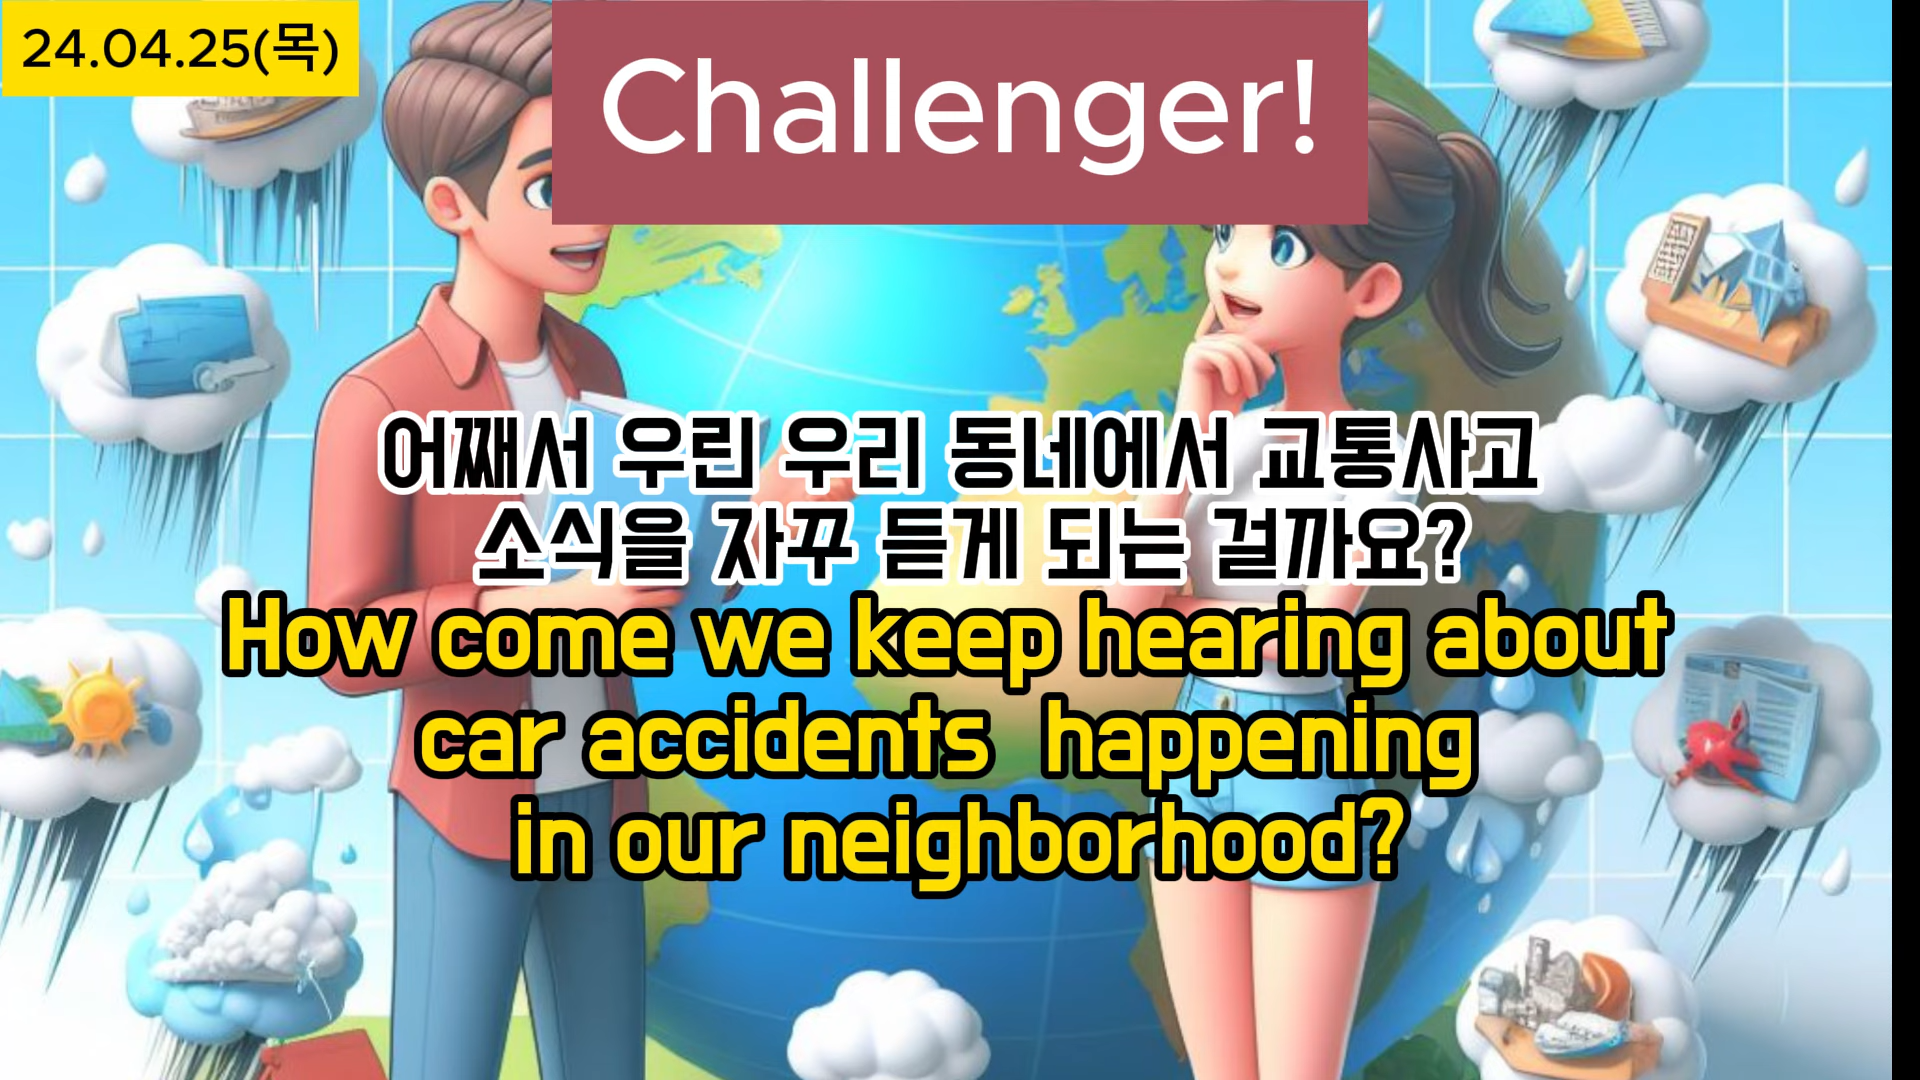 24.04.25(목)
Challenger!
어째서 우린 우리 동네에서 교통사고
소식을 자꾸 듣게 되는 걸까요?
How come we keep hearing about
car accidents  happening
in our neighborhood?